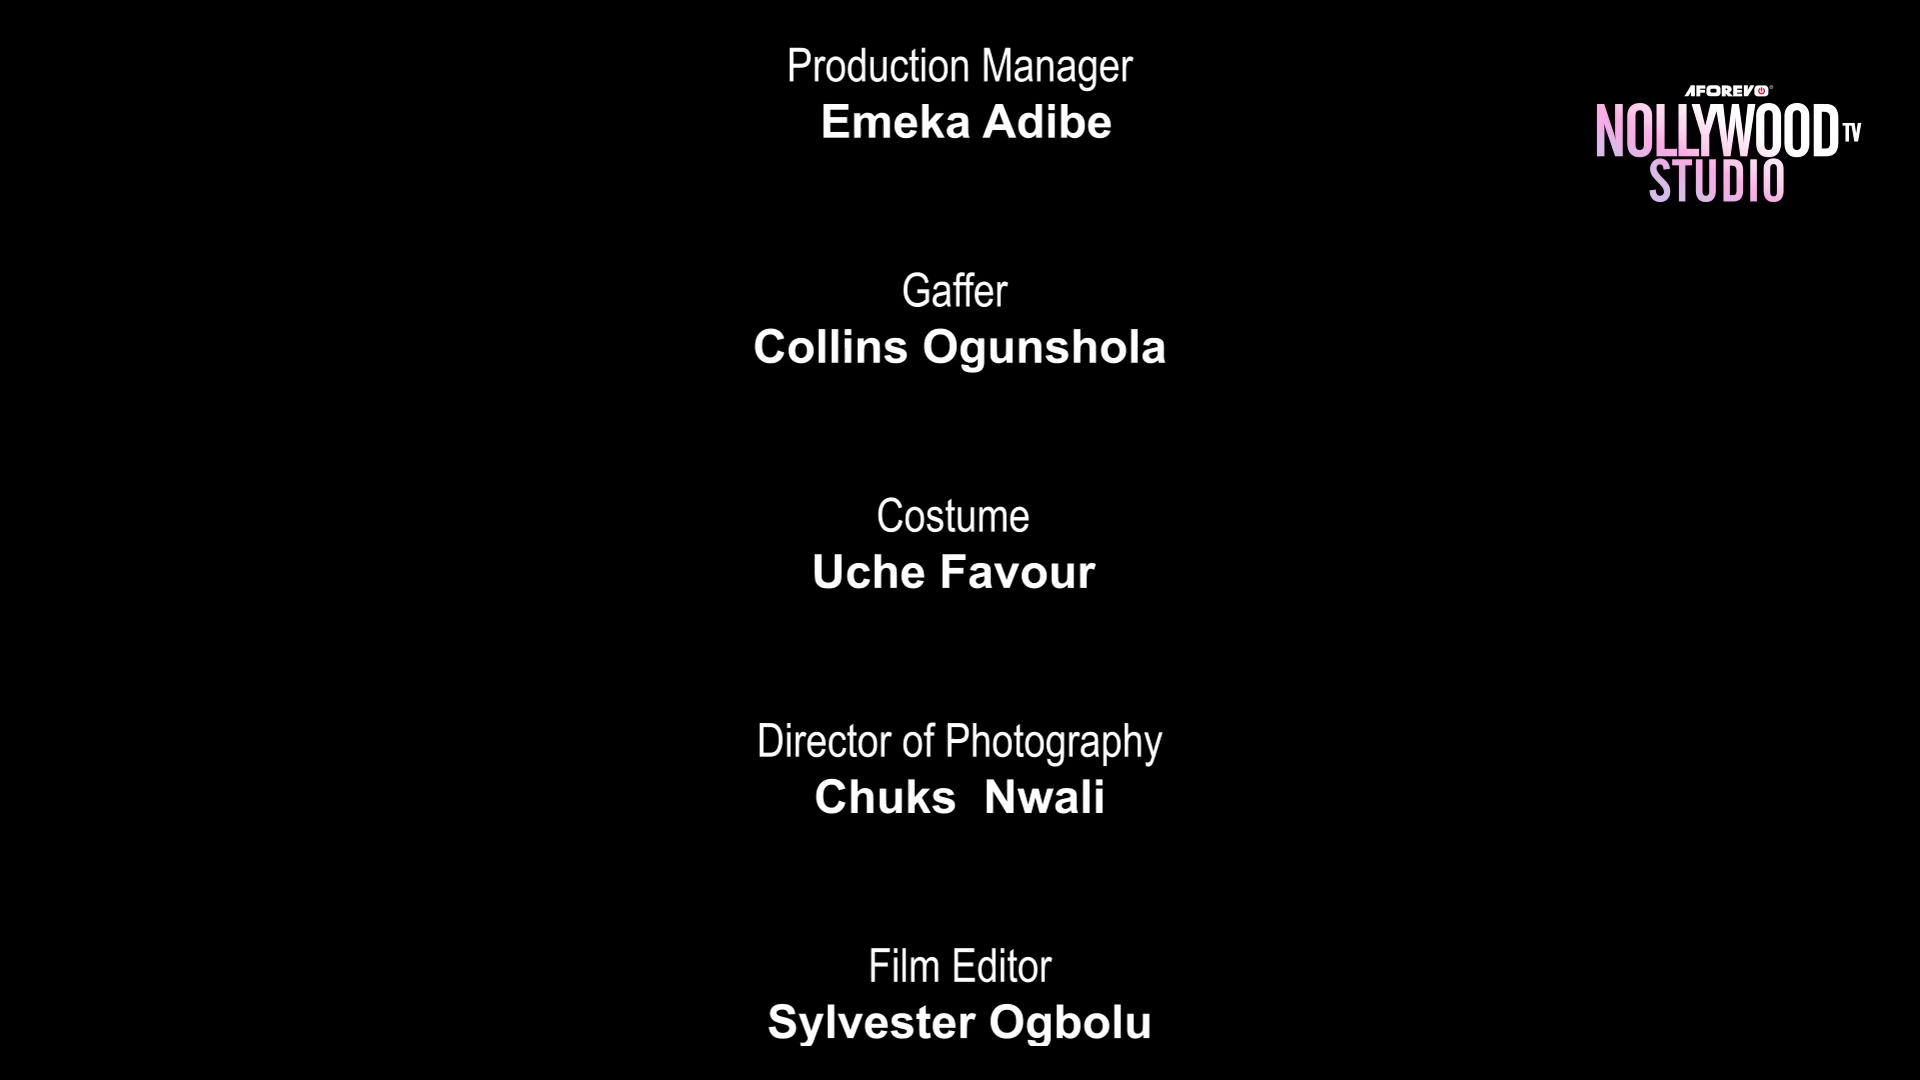 Production Manager
Emeka Adibe
AFOREVO
NOLLYWOOD TV
STUDIO
Gaffer
Collins Ogunshola
Costume
Uche Favour
Director of Photography
Chuks  Nwali
Film Editor
Sylvester Ogbolu